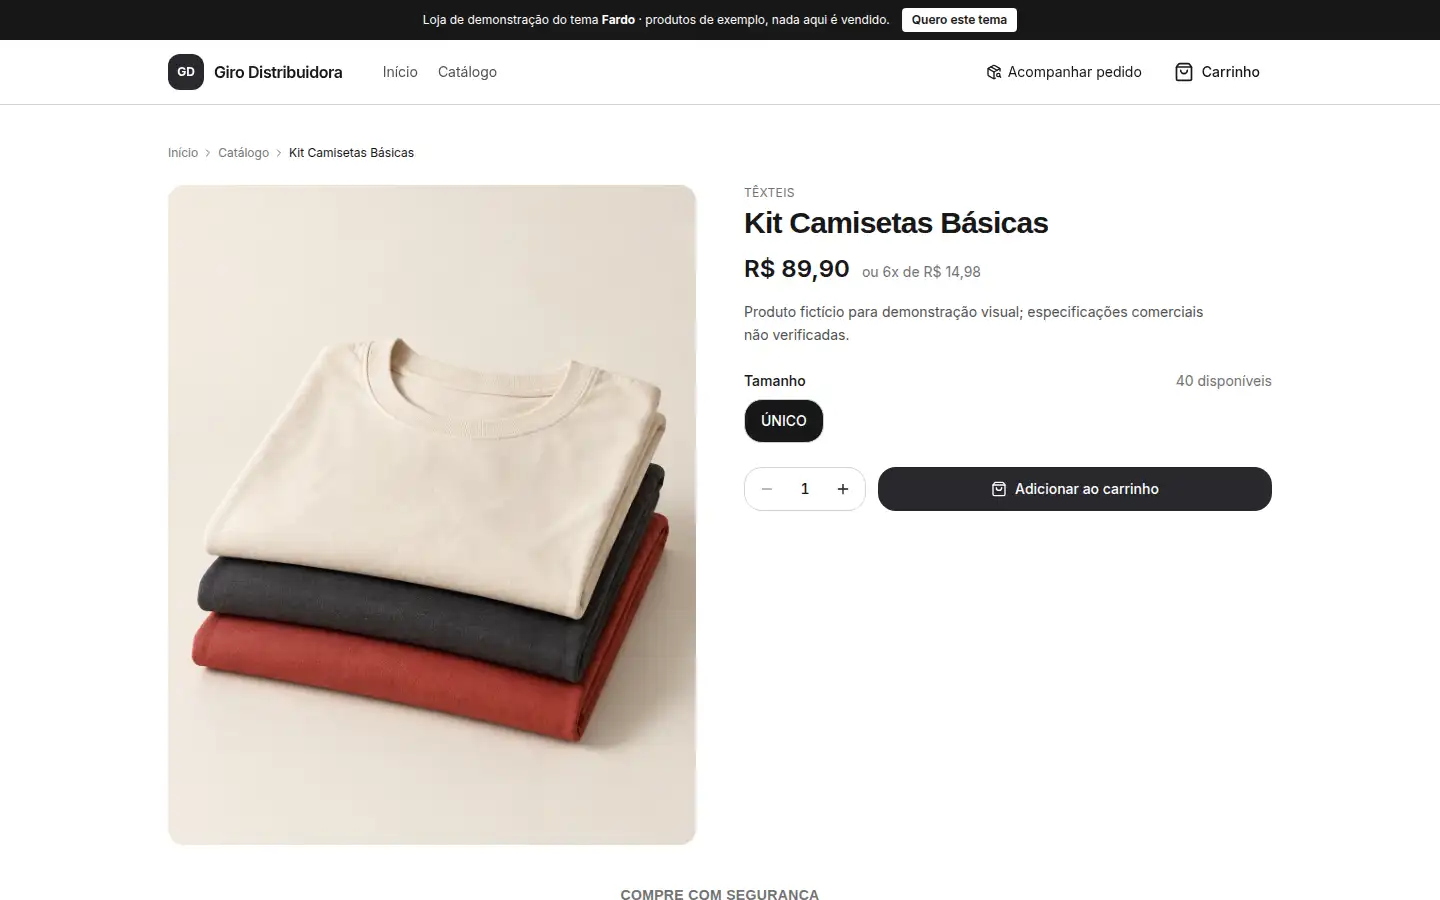 Loja de demonstração do tema Fardo · produtos de exemplo, nada aqui é vendido. Quero este tema
GD Giro Distribuidora Início Catálogo Acompanhar pedido Carrinho
Início > Catálogo > Kit Camisetas Básicas
TÊXTEIS
Kit Camisetas Básicas
R$ 89,90 ou 6x de R$ 14,98
Produto fictício para demonstração visual; especificações comerciais
não verificadas.
Tamanho 40 disponíveis
ÚNICO
− 1 + Adicionar ao carrinho
COMPRE COM SEGURANÇA